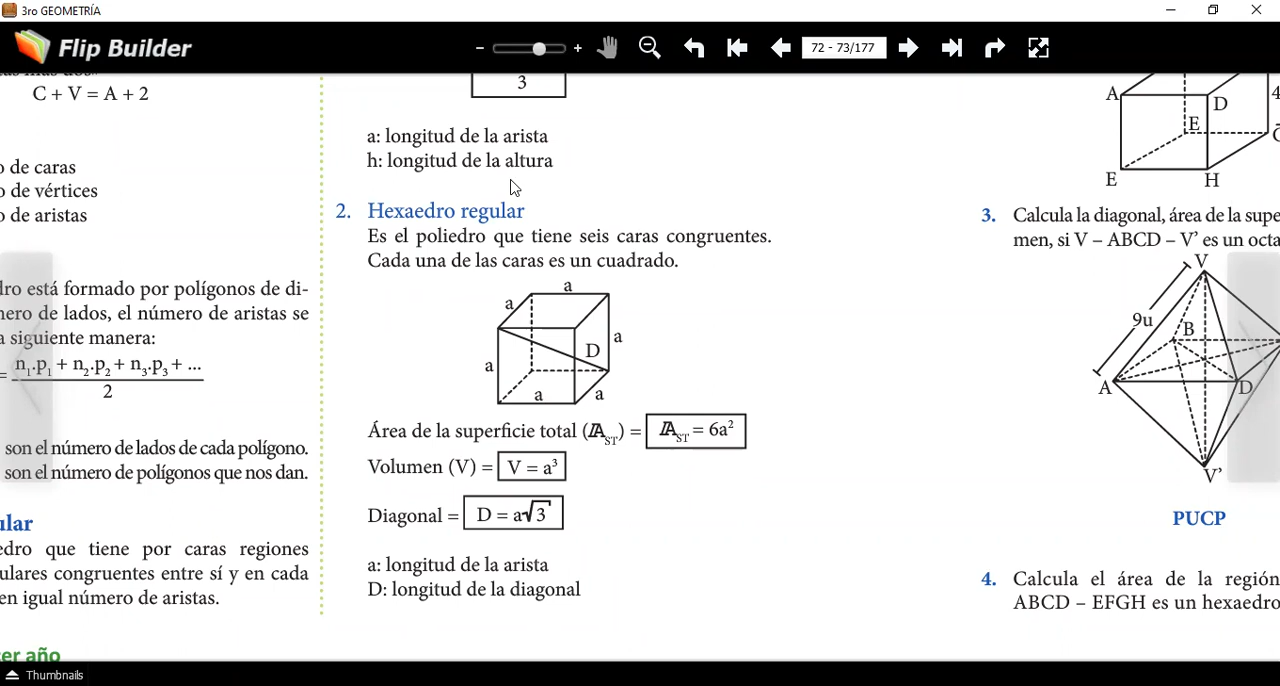 3ro GEOMETRÍA
Flip Builder
72 - 73/177
C + V = A + 2
de caras
de vértices
de aristas
está formado por polígonos de di-
de lados, el número de aristas se
siguiente manera:
= n₁.p₁ + n₂.p₂ + n₃.p₃ + ...
2
son el número de lados de cada polígono.
son el número de polígonos que nos dan.
que tiene por caras regiones
congruentes entre sí y en cada
en igual número de aristas.
año
3
a: longitud de la arista
h: longitud de la altura
2. Hexaedro regular
Es el poliedro que tiene seis caras congruentes.
Cada una de las caras es un cuadrado.
a
a
a
D
a
a
a
Área de la superficie total (𝔸ST) = 𝔸ST = 6a²
Volumen (V) = V = a³
Diagonal = D = a√3
a: longitud de la arista
D: longitud de la diagonal
A
D
4
E
E
H
3. Calcula la diagonal, área de la supe
men, si V – ABCD – V’ es un octa
V
9u
B
A
D
V’
PUCP
4. Calcula el área de la región
ABCD – EFGH es un hexaedro
Thumbnails